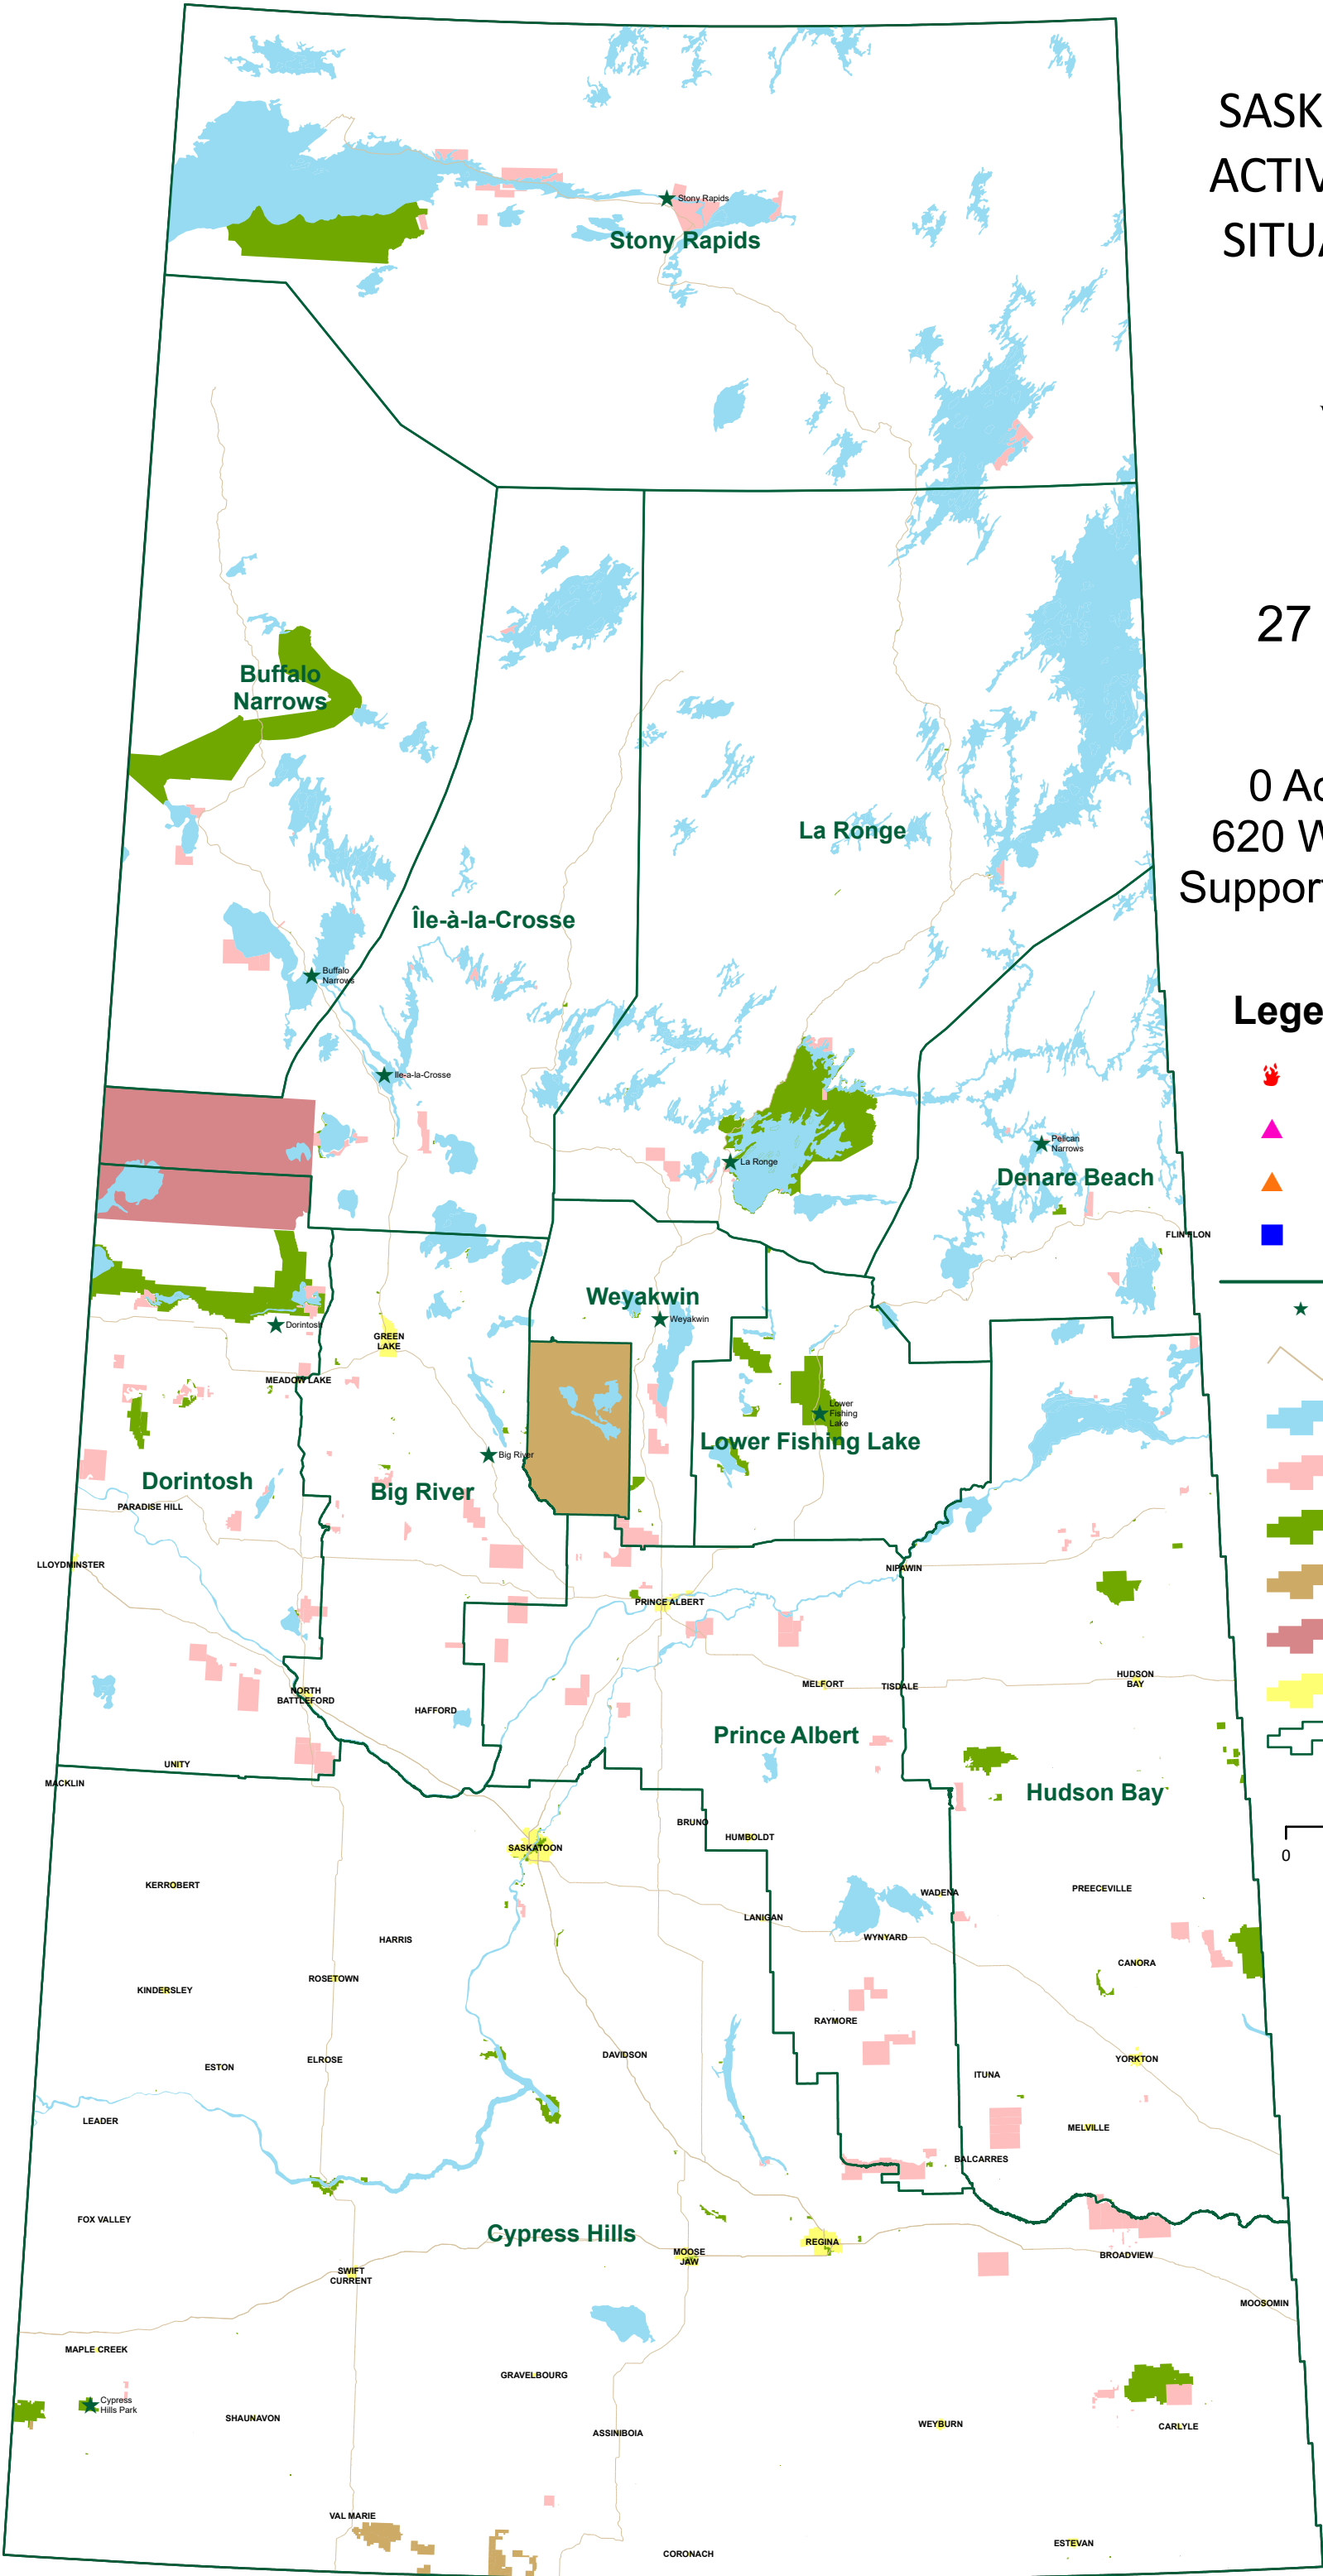 SASK
ACTIV
SITUA
Stony Rapids
Stony Rapids
27
Buffalo
Narrows
0 Ac
La Ronge
620 W
Support
Île-à-la-Crosse
Buffalo
Narrows
Lege
Ile-a-la-Crosse
Pelican
Narrows
La Ronge
Denare Beach
FLIN FLON
Weyakwin
Weyakwin
Dorintosh
GREEN
LAKE
MEADOW LAKE
Lower
Fishing
Lake
Lower Fishing Lake
Big River
Dorintosh
Big River
PARADISE HILL
LLOYDMINSTER
NIPAWIN
PRINCE ALBERT
HUDSON
BAY
MELFORT
TISDALE
NORTH
BATTLEFORD
HAFFORD
Prince Albert
UNITY
MACKLIN
Hudson Bay
BRUNO
HUMBOLDT
SASKATOON
0
KERROBERT
PREECEVILLE
WADENA
LANIGAN
WYNYARD
HARRIS
CANORA
ROSETOWN
KINDERSLEY
RAYMORE
DAVIDSON
YORKTON
ELROSE
ESTON
ITUNA
LEADER
MELVILLE
BALCARRES
FOX VALLEY
Cypress Hills
REGINA
MOOSE
JAW
BROADVIEW
SWIFT
CURRENT
MOOSOMIN
MAPLE CREEK
GRAVELBOURG
Cypress
Hills Park
SHAUNAVON
WEYBURN
CARLYLE
ASSINIBOIA
VAL MARIE
ESTEVAN
CORONACH